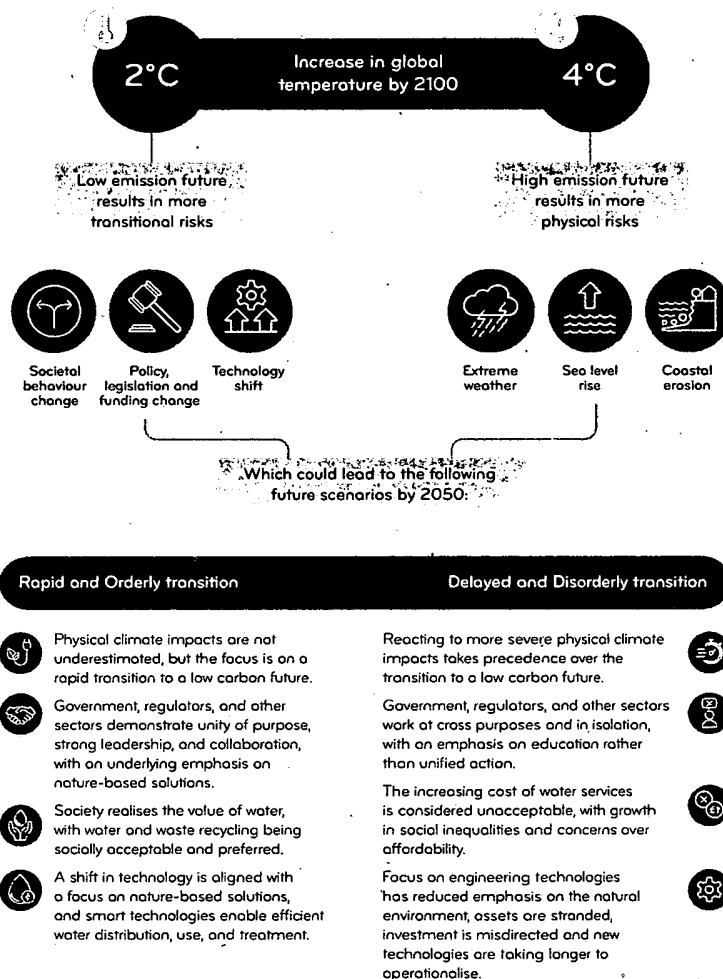 2°C
Increase in global
temperature by 2100
4°C
Low emission future
results in more
transitional risks
High emission future
results in more
physical risks
Societal
behaviour
change
Policy,
legislation and
funding change
Technology
shift
Extreme
weather
Sea level
rise
Coastal
erosion
Which could lead to the following
future scenarios by 2050:
Rapid and Orderly transition
Physical climate impacts are not
underestimated, but the focus is on a
rapid transition to a low carbon future.
Government, regulators, and other
sectors demonstrate unity of purpose,
strong leadership, and collaboration,
with an underlying emphasis on
nature-based solutions.
Society realises the value of water,
with water and waste recycling being
socially acceptable and preferred.
A shift in technology is aligned with
a focus on nature-based solutions,
and smart technologies enable efficient
water distribution, use, and treatment.
Delayed and Disorderly transition
Reacting to more severe physical climate
impacts takes precedence over the
transition to a low carbon future.
Government, regulators, and other sectors
work at cross purposes and in isolation,
with an emphasis on education rather
than unified action.
The increasing cost of water services
is considered unacceptable, with growth
in social inequalities and concerns over
affordability.
Focus on engineering technologies
has reduced emphasis on the natural
environment, assets are stranded,
investment is misdirected and new
technologies are taking longer to
operationalise.